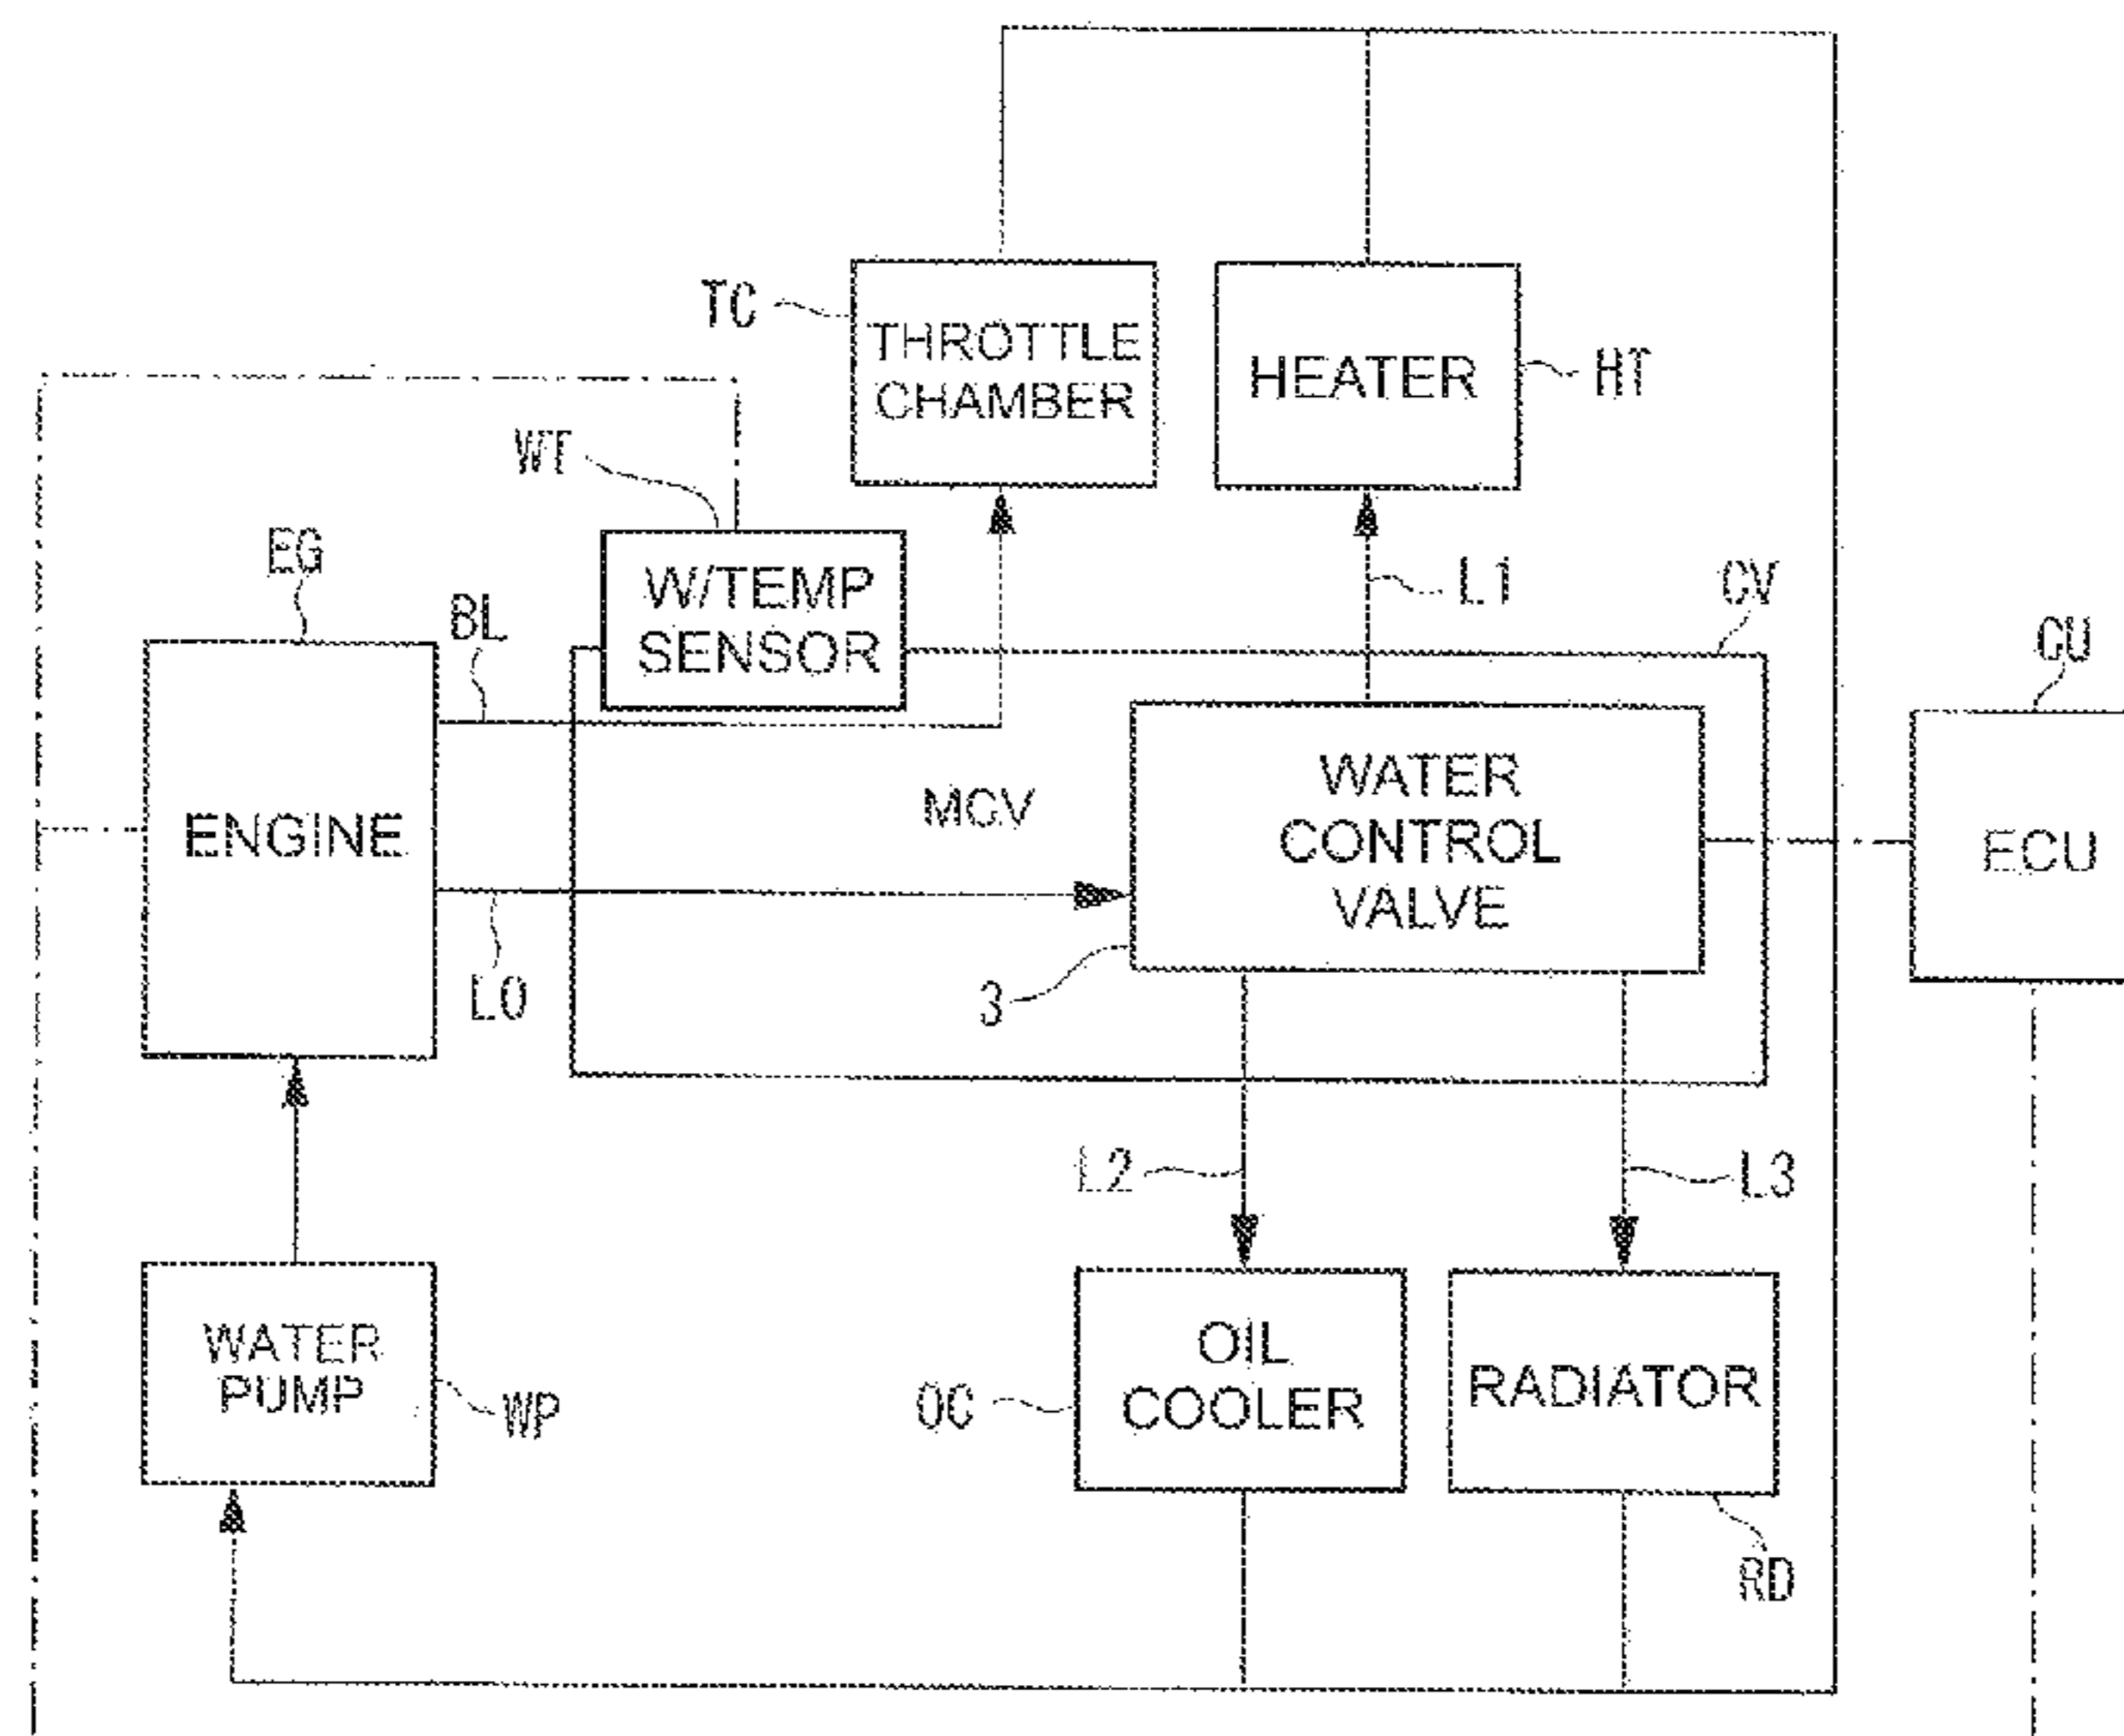 TC
THROTTLE
CHAMBER
HEATER
HT
WT
EG
BL
W/TEMP
SENSOR
L1
CV
CU
ENGINE
MCV
WATER
CONTROL
VALVE
ECU
L0
3
L2
L3
WATER
PUMP
WP
OC
OIL
COOLER
RADIATOR
RD